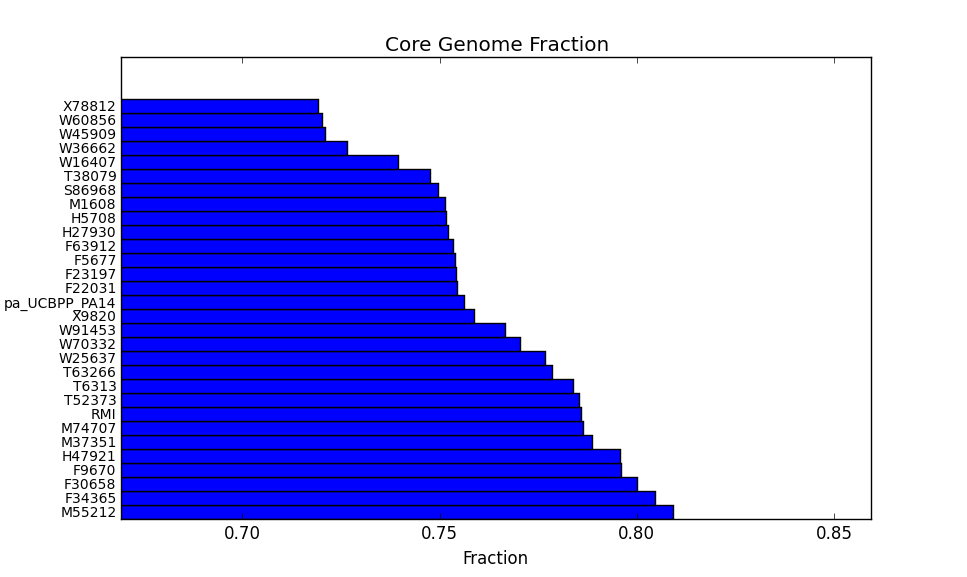 Core Genome Fraction
X78812
W60856
W45909
W36662
W16407
T38079
S86968
M1608
H5708
H27930
F63912
F5677
F23197
F22031
pa_UCBPP_PA14
X9820
W91453
W70332
W25637
T63266
T6313
T52373
RMI
M74707
M37351
H47921
F9670
F30658
F34365
M55212
0.70 0.75 0.80 0.85
Fraction